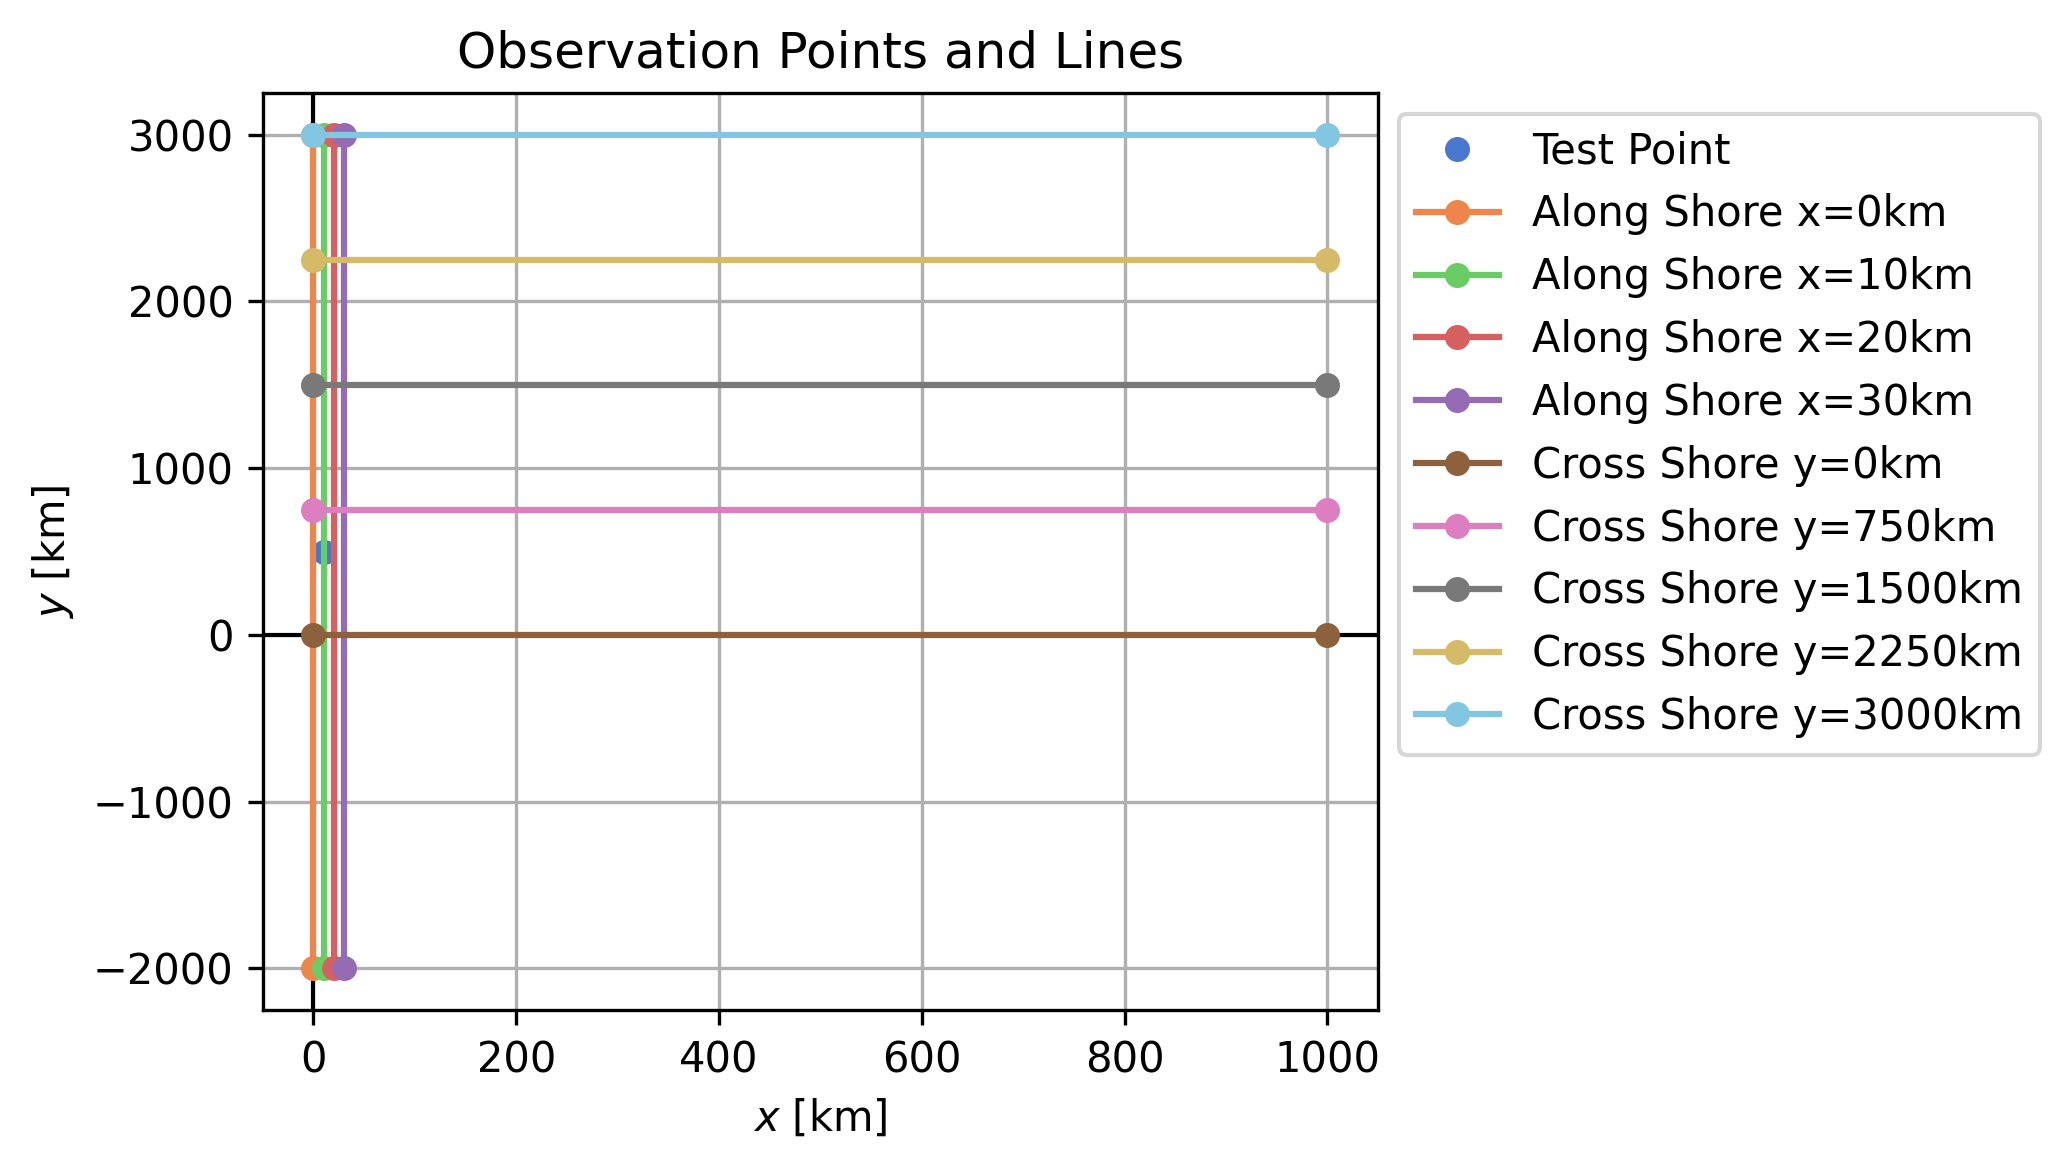 Observation Points and Lines
3000
2000
1000
0
−1000
−2000
y [km]
0 200 400 600 800 1000
x [km]
Test Point
Along Shore x=0km
Along Shore x=10km
Along Shore x=20km
Along Shore x=30km
Cross Shore y=0km
Cross Shore y=750km
Cross Shore y=1500km
Cross Shore y=2250km
Cross Shore y=3000km